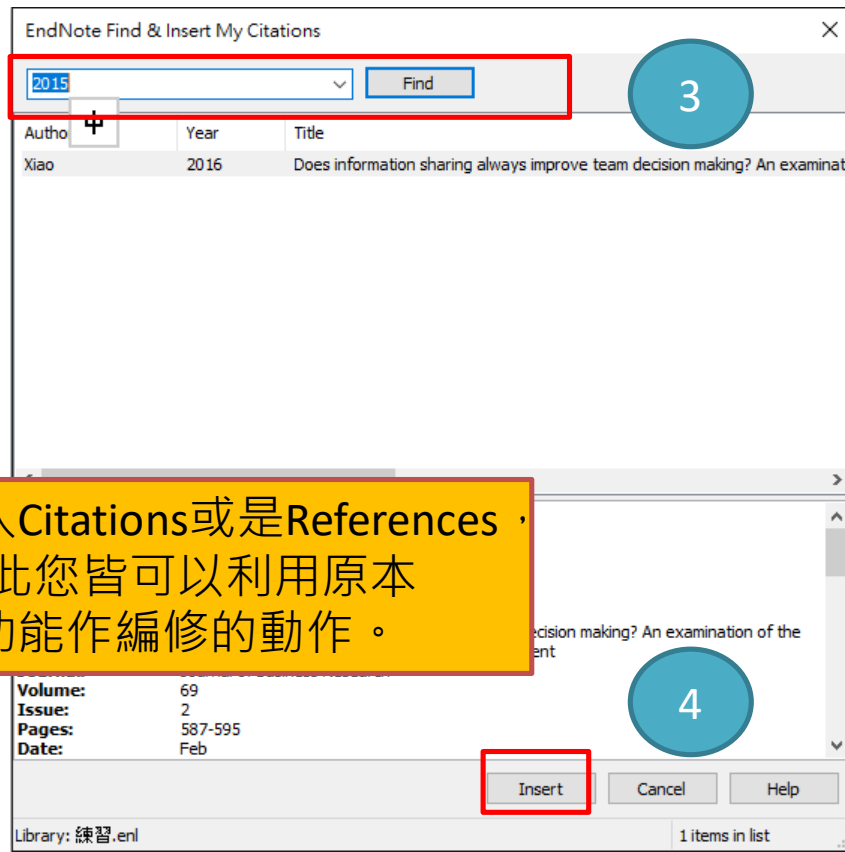 EndNote Find & Insert My Citations
2015
Find
3
中
Autho Year Title
Xiao 2016 Does information sharing always improve team decision making? An examinat
Citations或是References，
此您皆可以利用原本
功能作編修的動作。
ecision making? An examination of the
ent
Volume: 69
Issue: 2
Pages: 587-595
Date: Feb
4
Insert Cancel Help
Library: 練習.enl 1 items in list